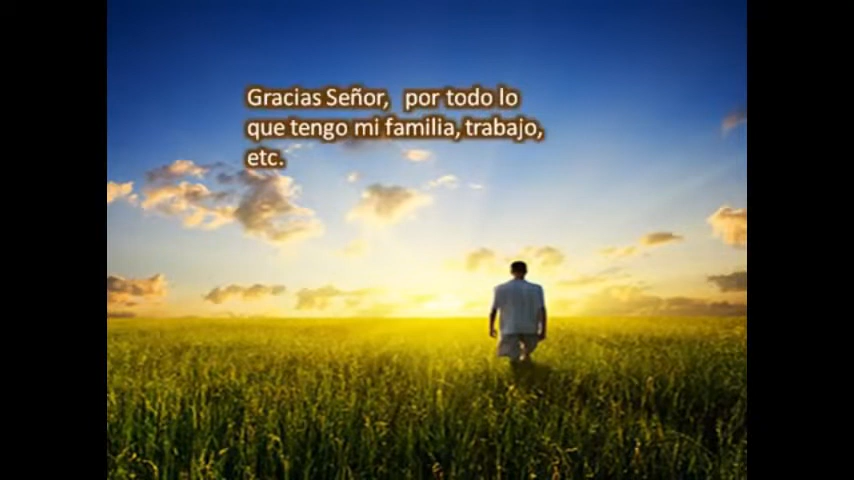 Gracias Señor, por todo lo
que tengo mi familia, trabajo,
etc.